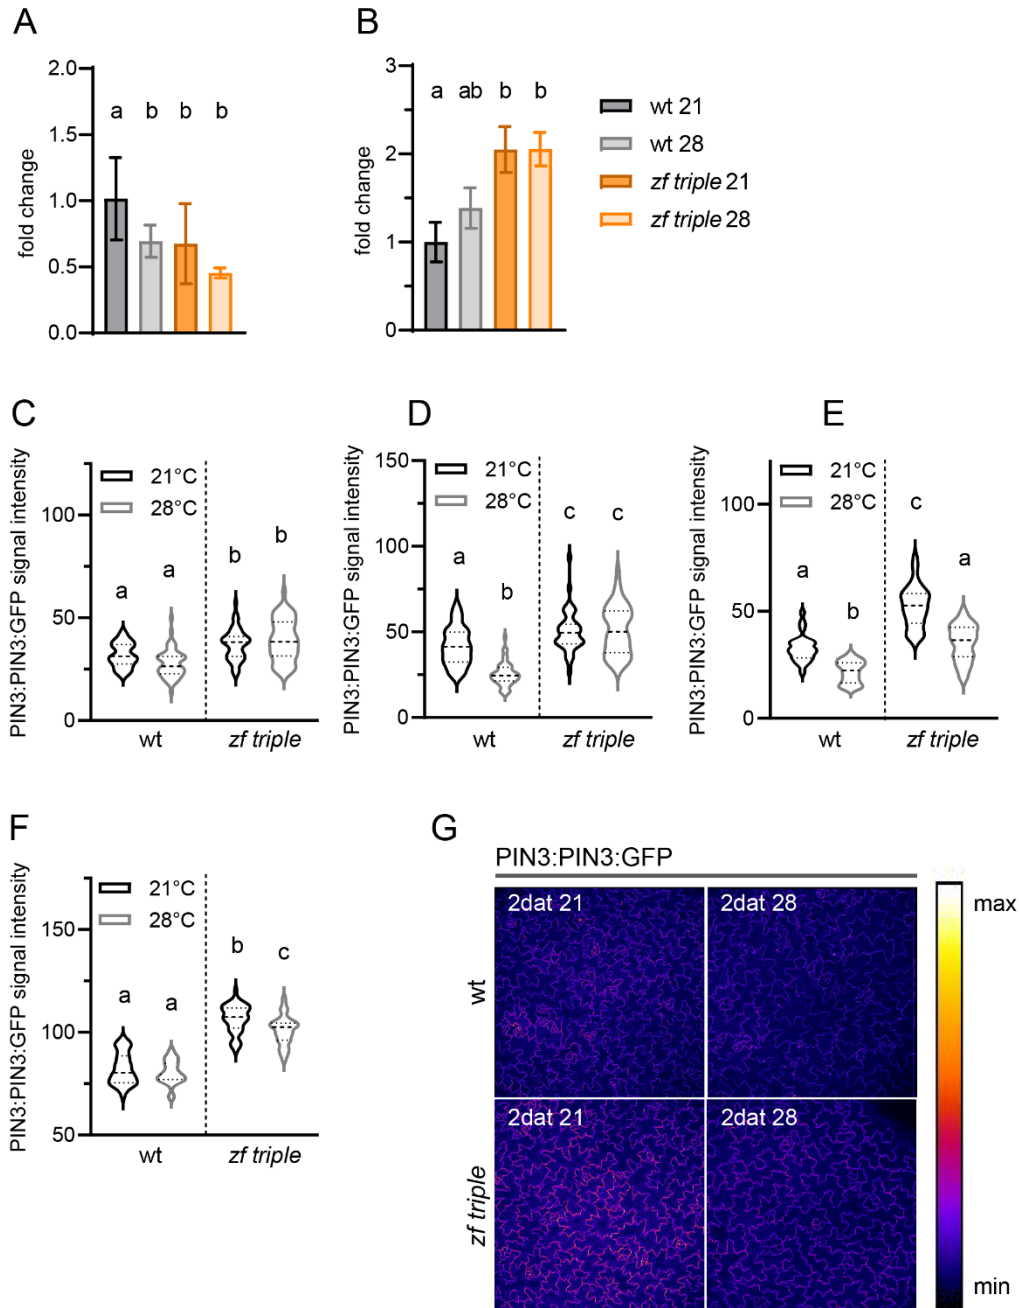 A
fold change
2.0
1.5
1.0
0.5
0.0
a b b b
B
fold change
3
2
1
0
a ab b b
wt 21
wt 28
zf triple 21
zf triple 28
C
PIN3:PIN3:GFP signal intensity
100
50
0
21°C
28°C
a a b b
wt zf triple
D
PIN3:PIN3:GFP signal intensity
150
100
50
0
21°C
28°C
a b c c
wt zf triple
E
PIN3:PIN3:GFP signal intensity
100
50
0
21°C
28°C
a b c a
wt zf triple
F
PIN3:PIN3:GFP signal intensity
150
100
50
21°C
28°C
a a b c
wt zf triple
G
PIN3:PIN3:GFP
wt
2dat 21 2dat 28
zf triple
2dat 21 2dat 28
max
min